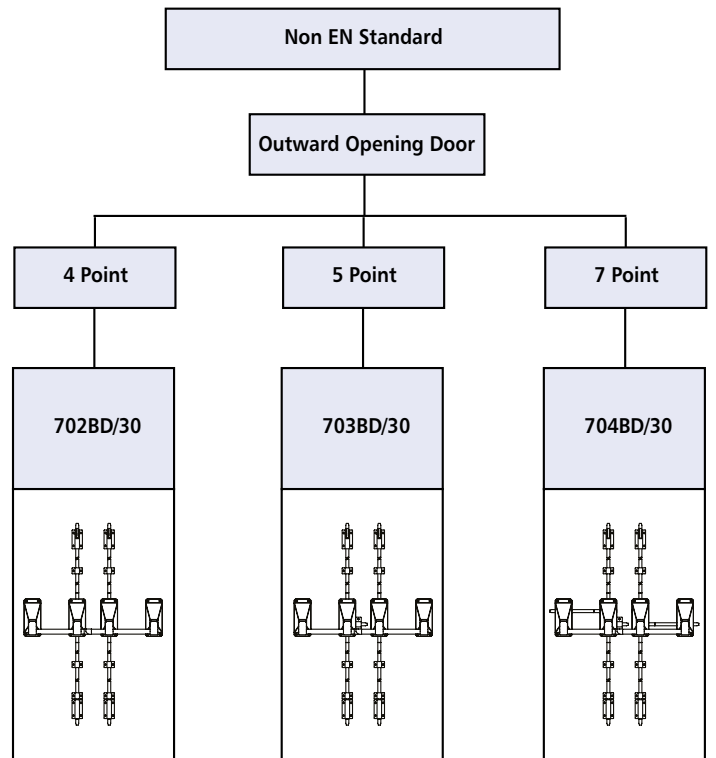 Non EN Standard
Outward Opening Door
4 Point
5 Point
7 Point
702BD/30
703BD/30
704BD/30